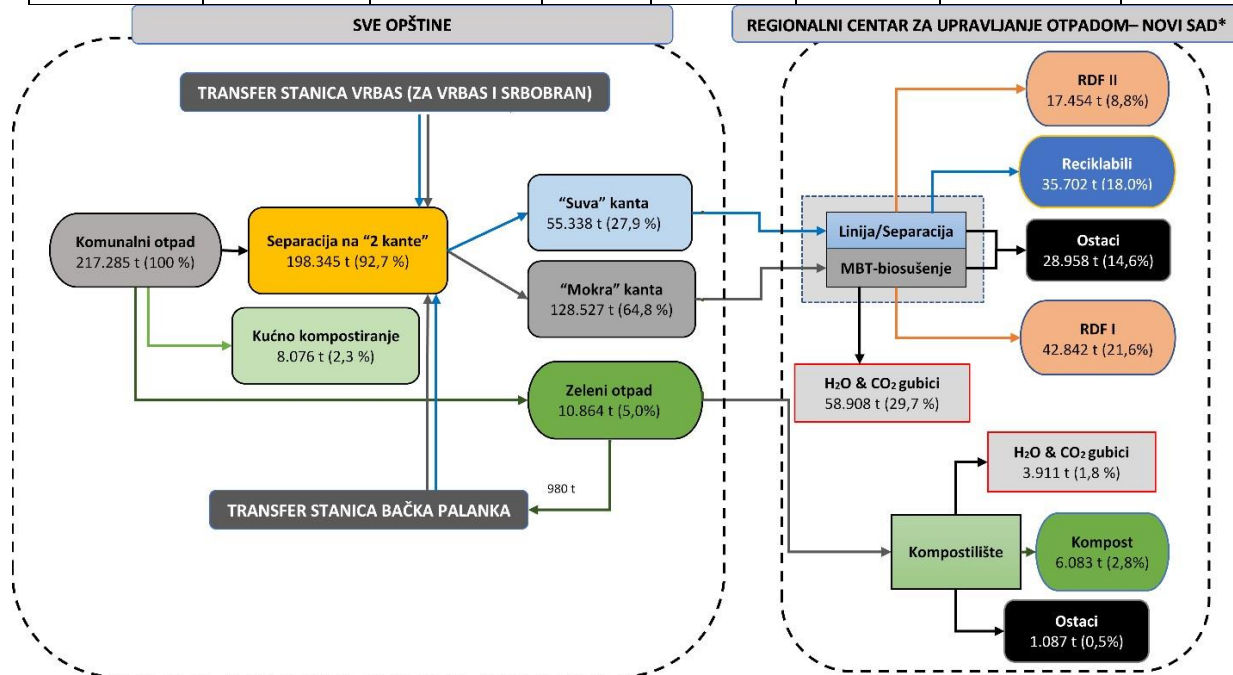 SVE OPŠTINE
REGIONALNI CENTAR ZA UPRAVLJANJE OTPADOM– NOVI SAD*
TRANSFER STANICA VRBAS (ZA VRBAS I SRBOBRAN)
Komunalni otpad
217.285 t (100 %)
Separacija na “2 kante”
198.345 t (92,7 %)
Kućno kompostiranje
8.076 t (2,3 %)
“Suva” kanta
55.338 t (27,9 %)
“Mokra” kanta
128.527 t (64,8 %)
Zeleni otpad
10.864 t (5,0%)
980 t
TRANSFER STANICA BAČKA PALANKA
Linija/Separacija
MBT-biosušenje
RDF II
17.454 t (8,8%)
Reciklabili
35.702 t (18,0%)
Ostaci
28.958 t (14,6%)
RDF I
42.842 t (21,6%)
H₂O & CO₂ gubici
58.908 t (29,7 %)
H₂O & CO₂ gubici
3.911 t (1,8 %)
Kompostilište
Kompost
6.083 t (2,8%)
Ostaci
1.087 t (0,5%)